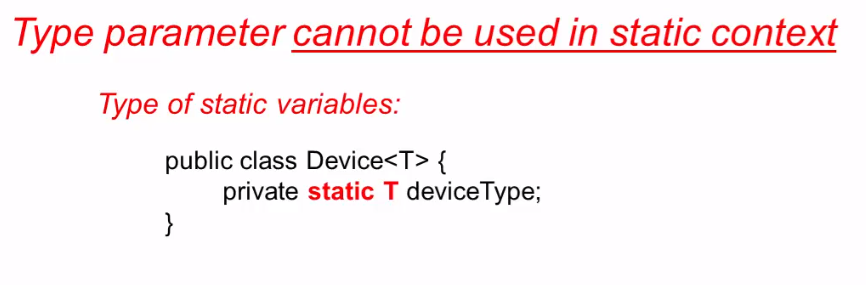 Type parameter cannot be used in static context
Type of static variables:
public class Device<T> {
private static T deviceType;
}